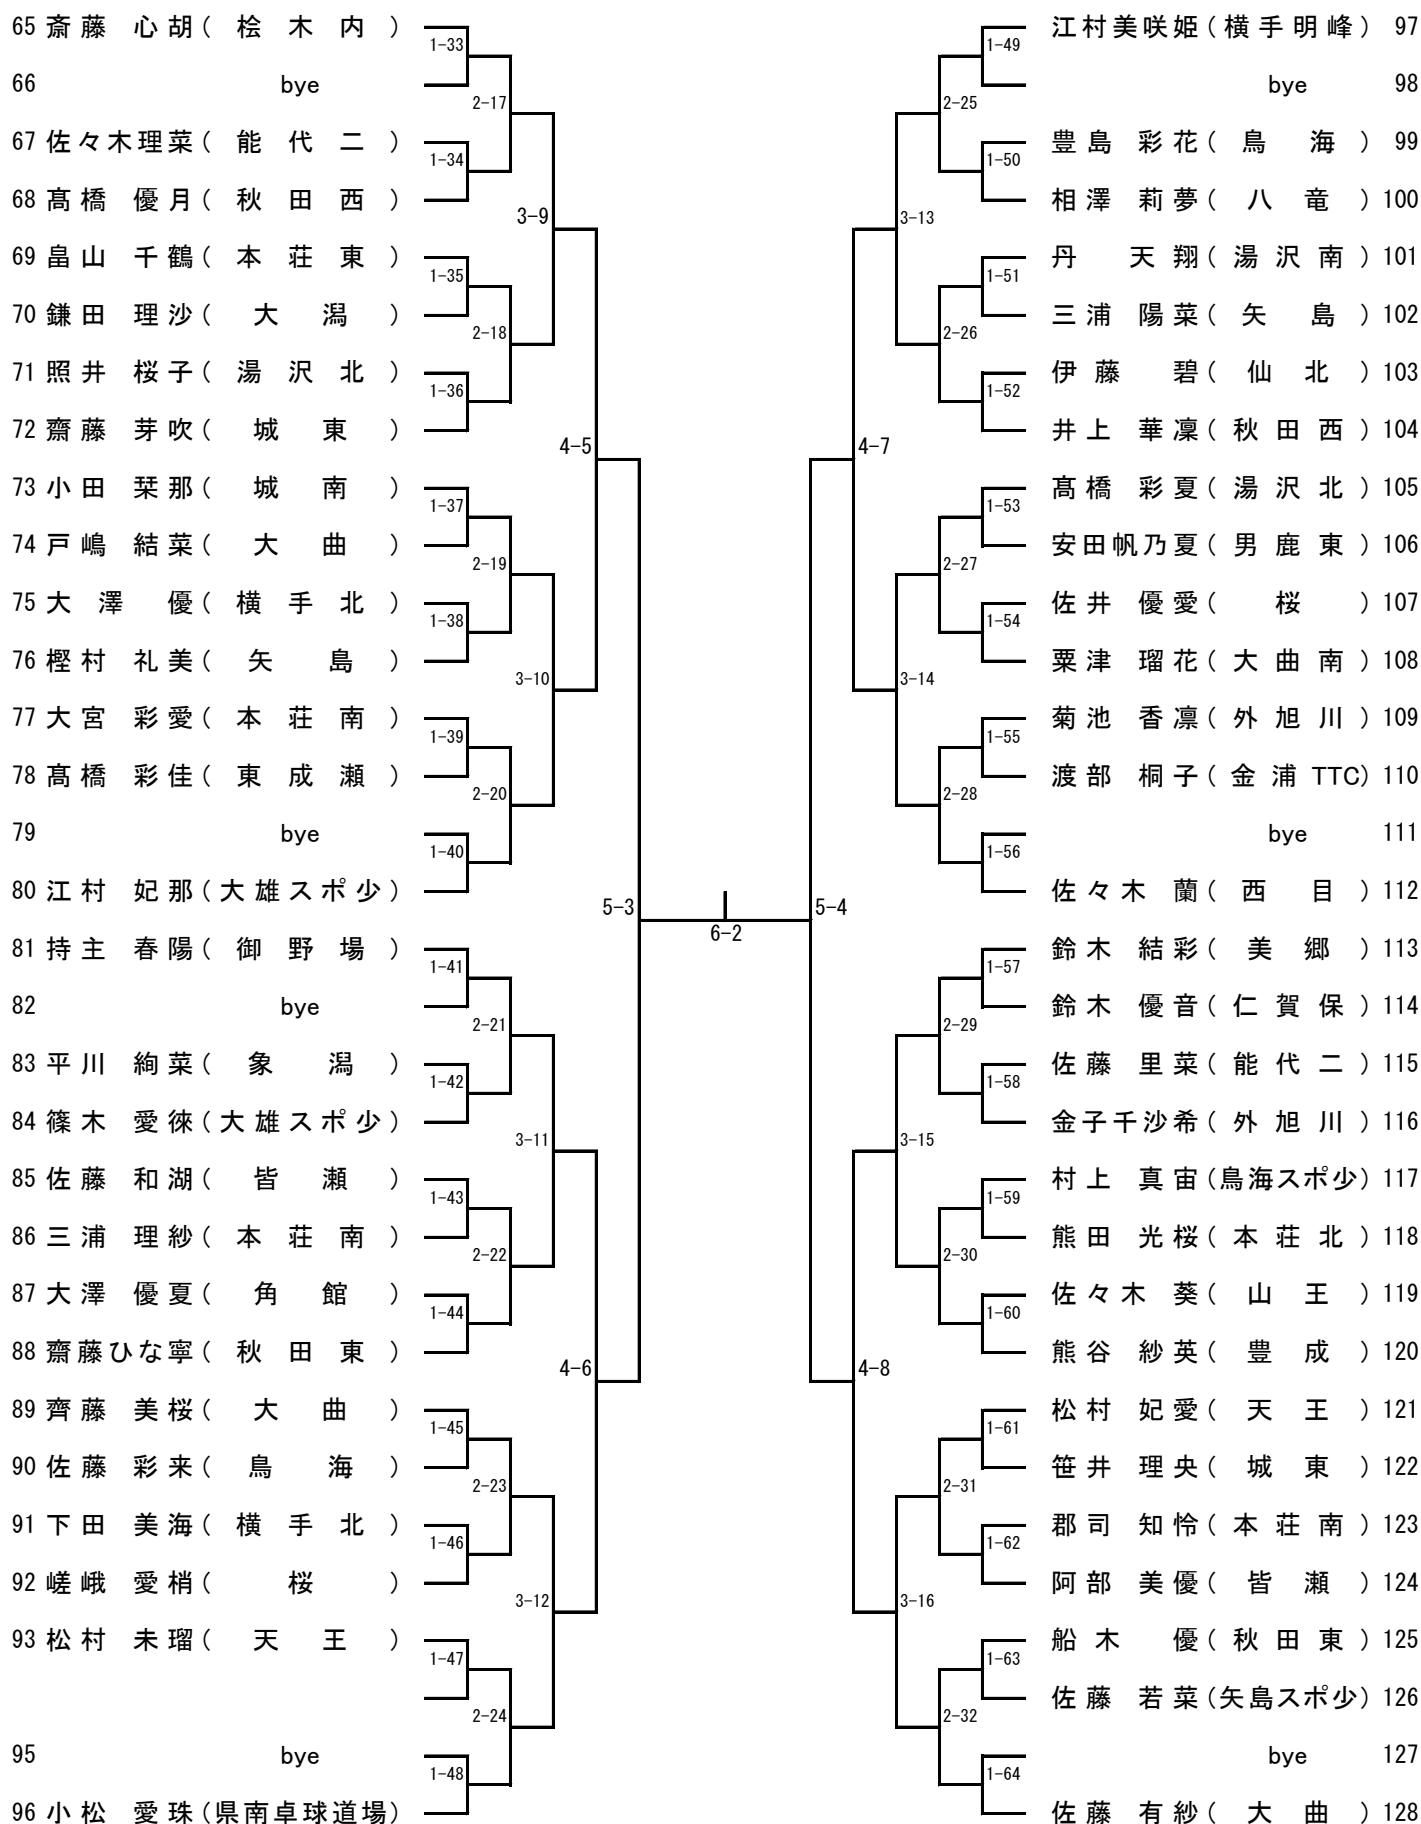 65 斎藤 心胡(桧木内)
1-33
66 bye
2-17
67 佐々木理菜(能代二)
1-34
68 髙橋 優月(秋田西)
3-9
69 畠山 千鶴(本荘東)
1-35
70 鎌田 理沙(大潟)
2-18
71 照井 桜子(湯沢北)
1-36
72 齋藤 芽吹(城東)
4-5
73 小田 栞那(城南)
1-37
74 戸嶋 結菜(大曲)
2-19
75 大澤 優(横手北)
1-38
76 樫村 礼美(矢島)
3-10
77 大宮 彩愛(本荘南)
1-39
78 髙橋 彩佳(東成瀬)
2-20
79 bye
1-40
80 江村 妃那(大雄スポ少)
5-3
81 持主 春陽(御野場)
1-41
82 bye
2-21
83 平川 絢菜(象潟)
1-42
84 篠木 愛徠(大雄スポ少)
3-11
85 佐藤 和湖(皆瀬)
1-43
86 三浦 理紗(本荘南)
2-22
87 大澤 優夏(角館)
1-44
88 齋藤ひな寧(秋田東)
4-6
89 齊藤 美桜(大曲)
1-45
90 佐藤 彩来(鳥海)
2-23
91 下田 美海(横手北)
1-46
92 嵯峨 愛梢(桜)
3-12
93 松村 未瑠(天王)
1-47
2-24
95 bye
1-48
96 小松 愛珠(県南卓球道場)
6-2
江村美咲姫(横手明峰) 97
1-49
bye 98
2-25
豊島 彩花(鳥海) 99
1-50
相澤 莉夢(八竜) 100
3-13
丹 天翔(湯沢南) 101
1-51
三浦 陽菜(矢島) 102
2-26
伊藤 碧(仙北) 103
1-52
井上 華凜(秋田西) 104
4-7
髙橋 彩夏(湯沢北) 105
1-53
安田帆乃夏(男鹿東) 106
2-27
佐井 優愛(桜) 107
1-54
粟津 瑠花(大曲南) 108
3-14
菊池 香凛(外旭川) 109
1-55
渡部 桐子(金浦TTC) 110
2-28
bye 111
1-56
佐々木 蘭(西目) 112
5-4
鈴木 結彩(美郷) 113
1-57
鈴木 優音(仁賀保) 114
2-29
佐藤 里菜(能代二) 115
1-58
金子千沙希(外旭川) 116
3-15
村上 真宙(鳥海スポ少) 117
1-59
熊田 光桜(本荘北) 118
2-30
佐々木 葵(山王) 119
1-60
熊谷 紗英(豊成) 120
4-8
松村 妃愛(天王) 121
1-61
笹井 理央(城東) 122
2-31
郡司 知怜(本荘南) 123
1-62
阿部 美優(皆瀬) 124
3-16
船木 優(秋田東) 125
1-63
佐藤 若菜(矢島スポ少) 126
2-32
bye 127
1-64
佐藤 有紗(大曲) 128